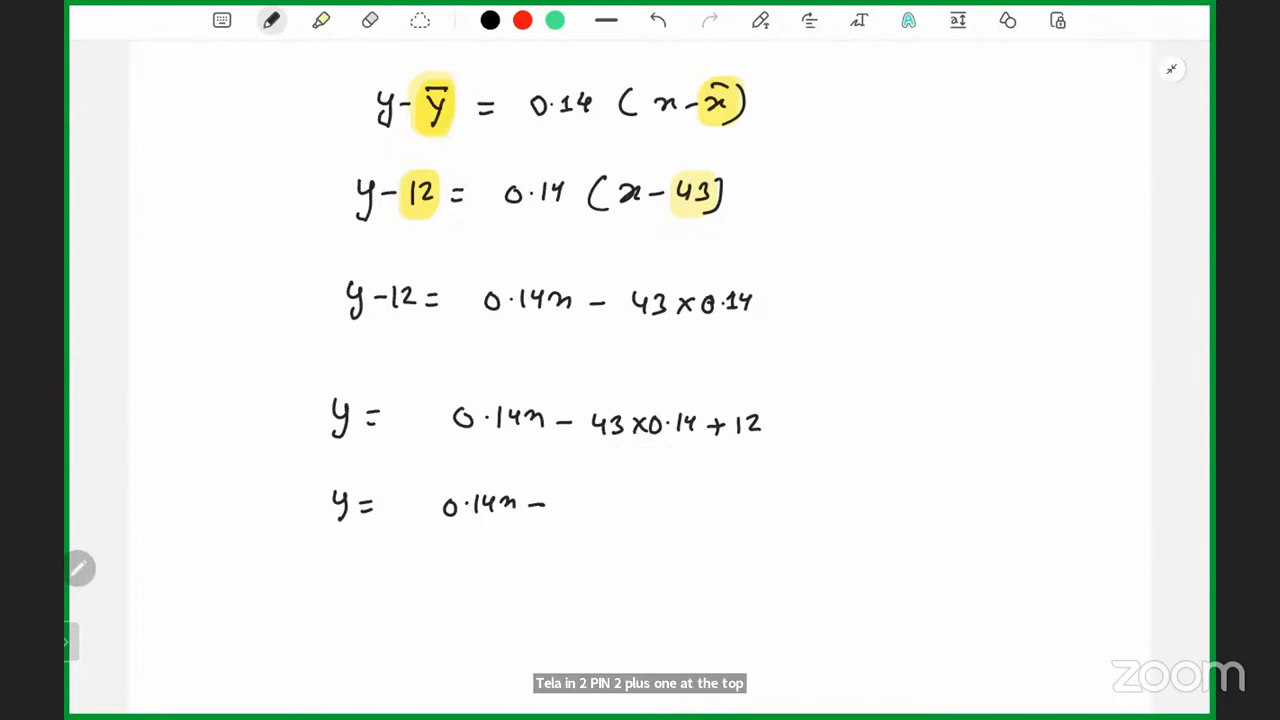 y - ȳ = 0.14 ( x - x̄ )
y - 12 = 0.14 ( x - 43 ]
y - 12 = 0.14x - 43 × 0.14
y = 0.14x - 43 × 0.14 + 12
y = 0.14x -
Tela in 2 PIN 2 plus one at the top
zoom